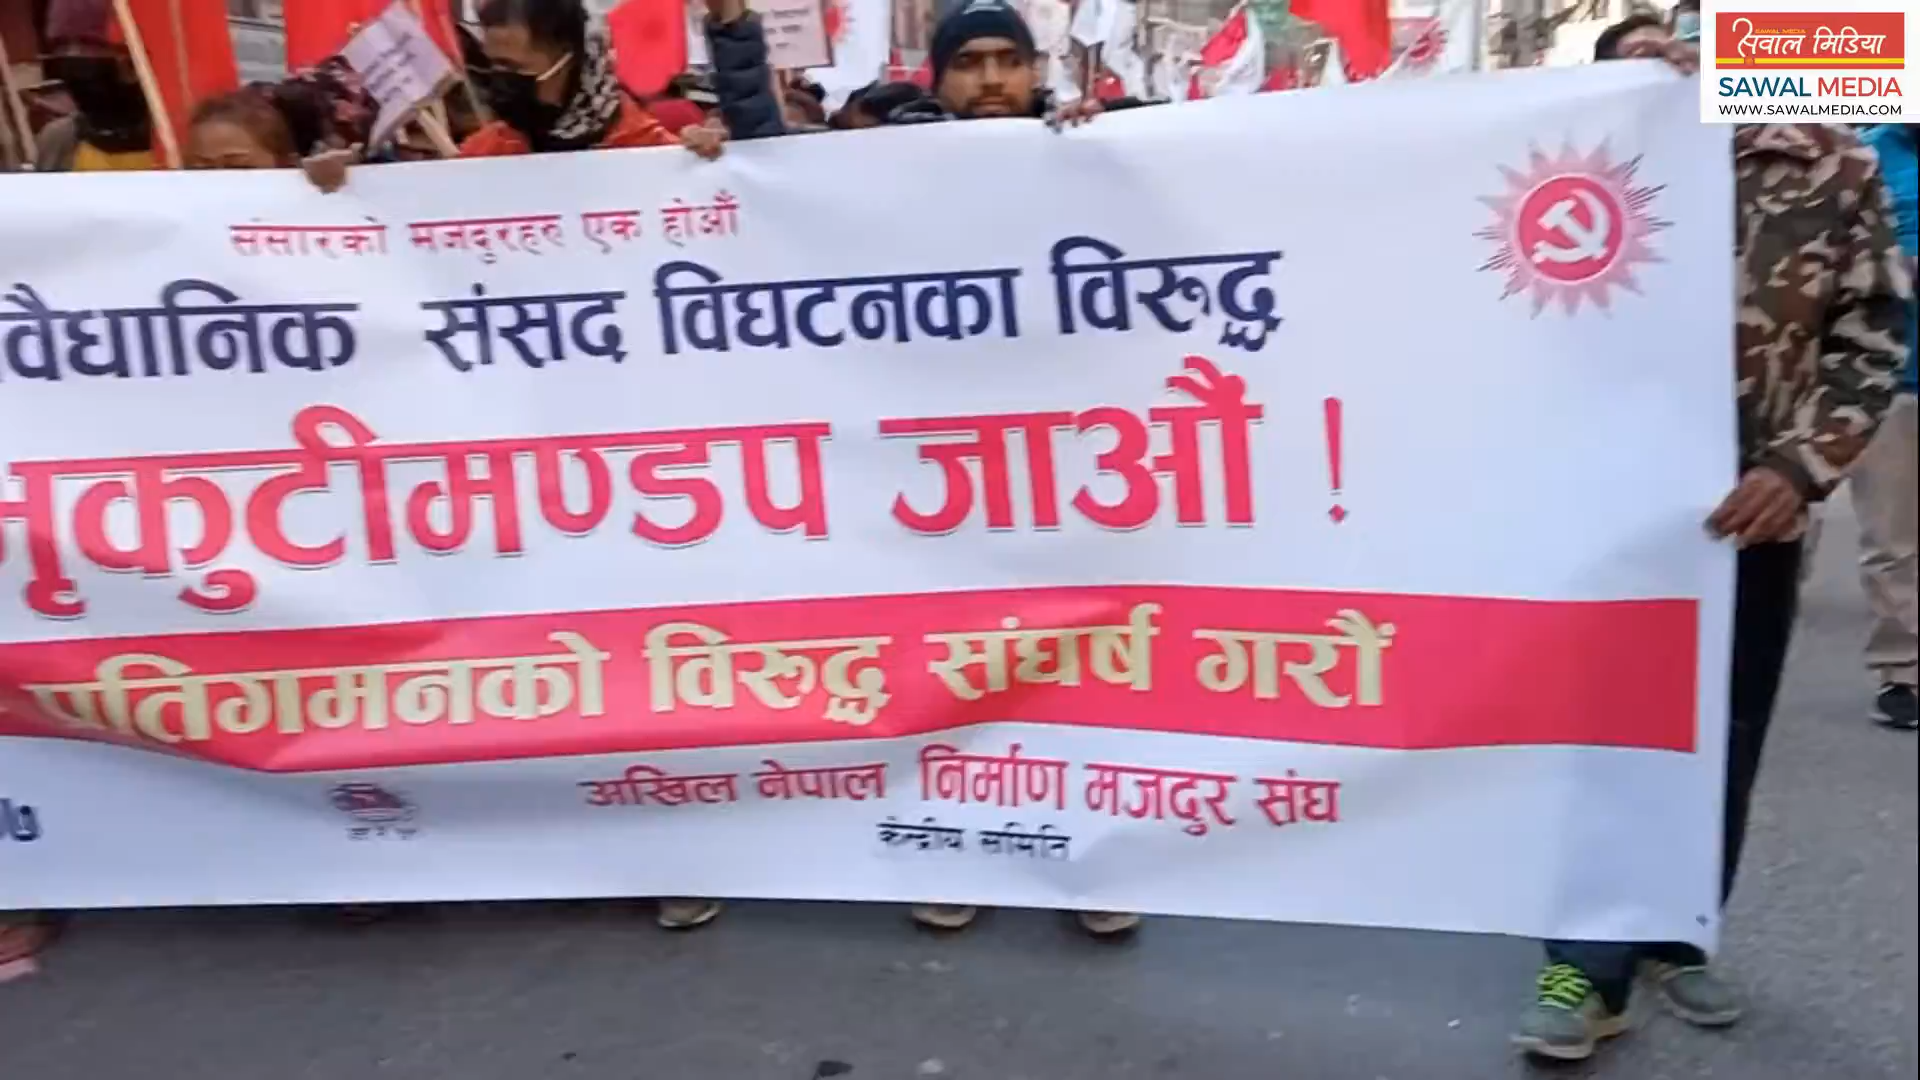 सवाल मिडिया
SAWAL MEDIA
WWW.SAWALMEDIA.COM
संसारको मजदुरहरु एक होऔं
वैधानिक संसद विघटनका विरुद्ध
भृकुटीमण्डप जाऔं !
प्रतिगमनको विरुद्ध संघर्ष गरौं
अखिल नेपाल निर्माण मजदुर संघ
केन्द्रीय समिति